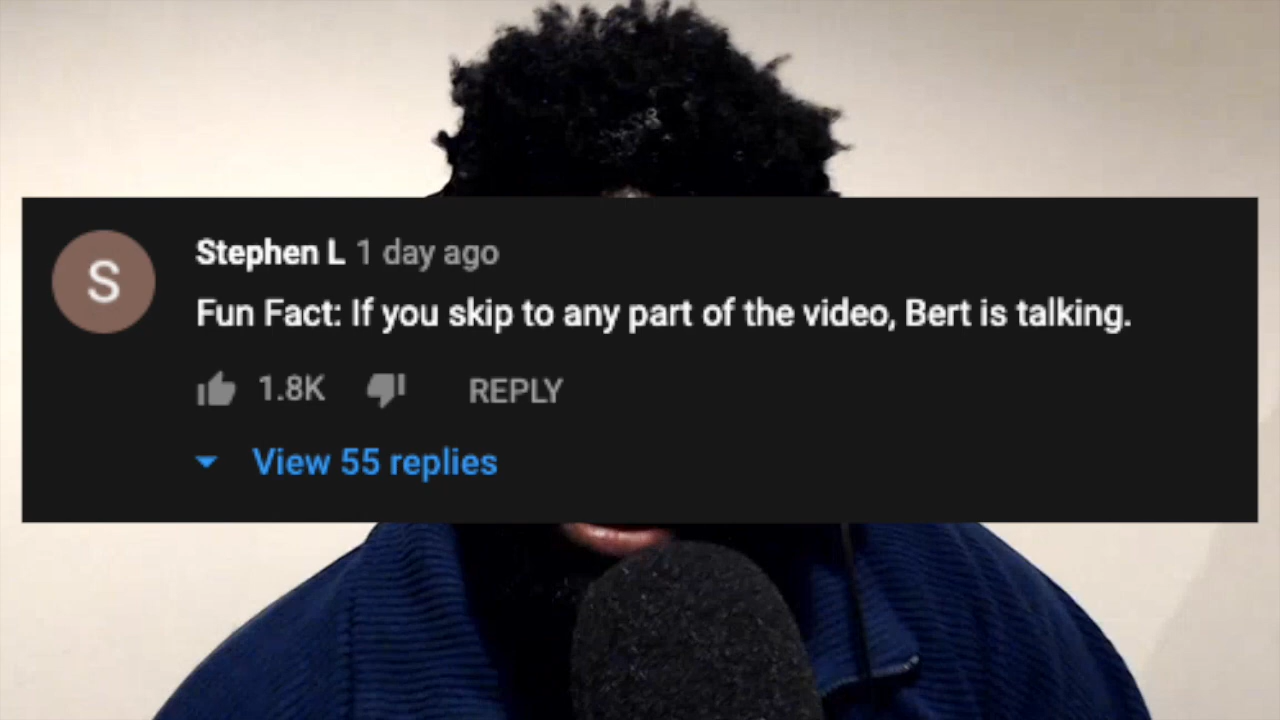 S
Stephen L 1 day ago
Fun Fact: If you skip to any part of the video, Bert is talking.
1.8K REPLY
View 55 replies